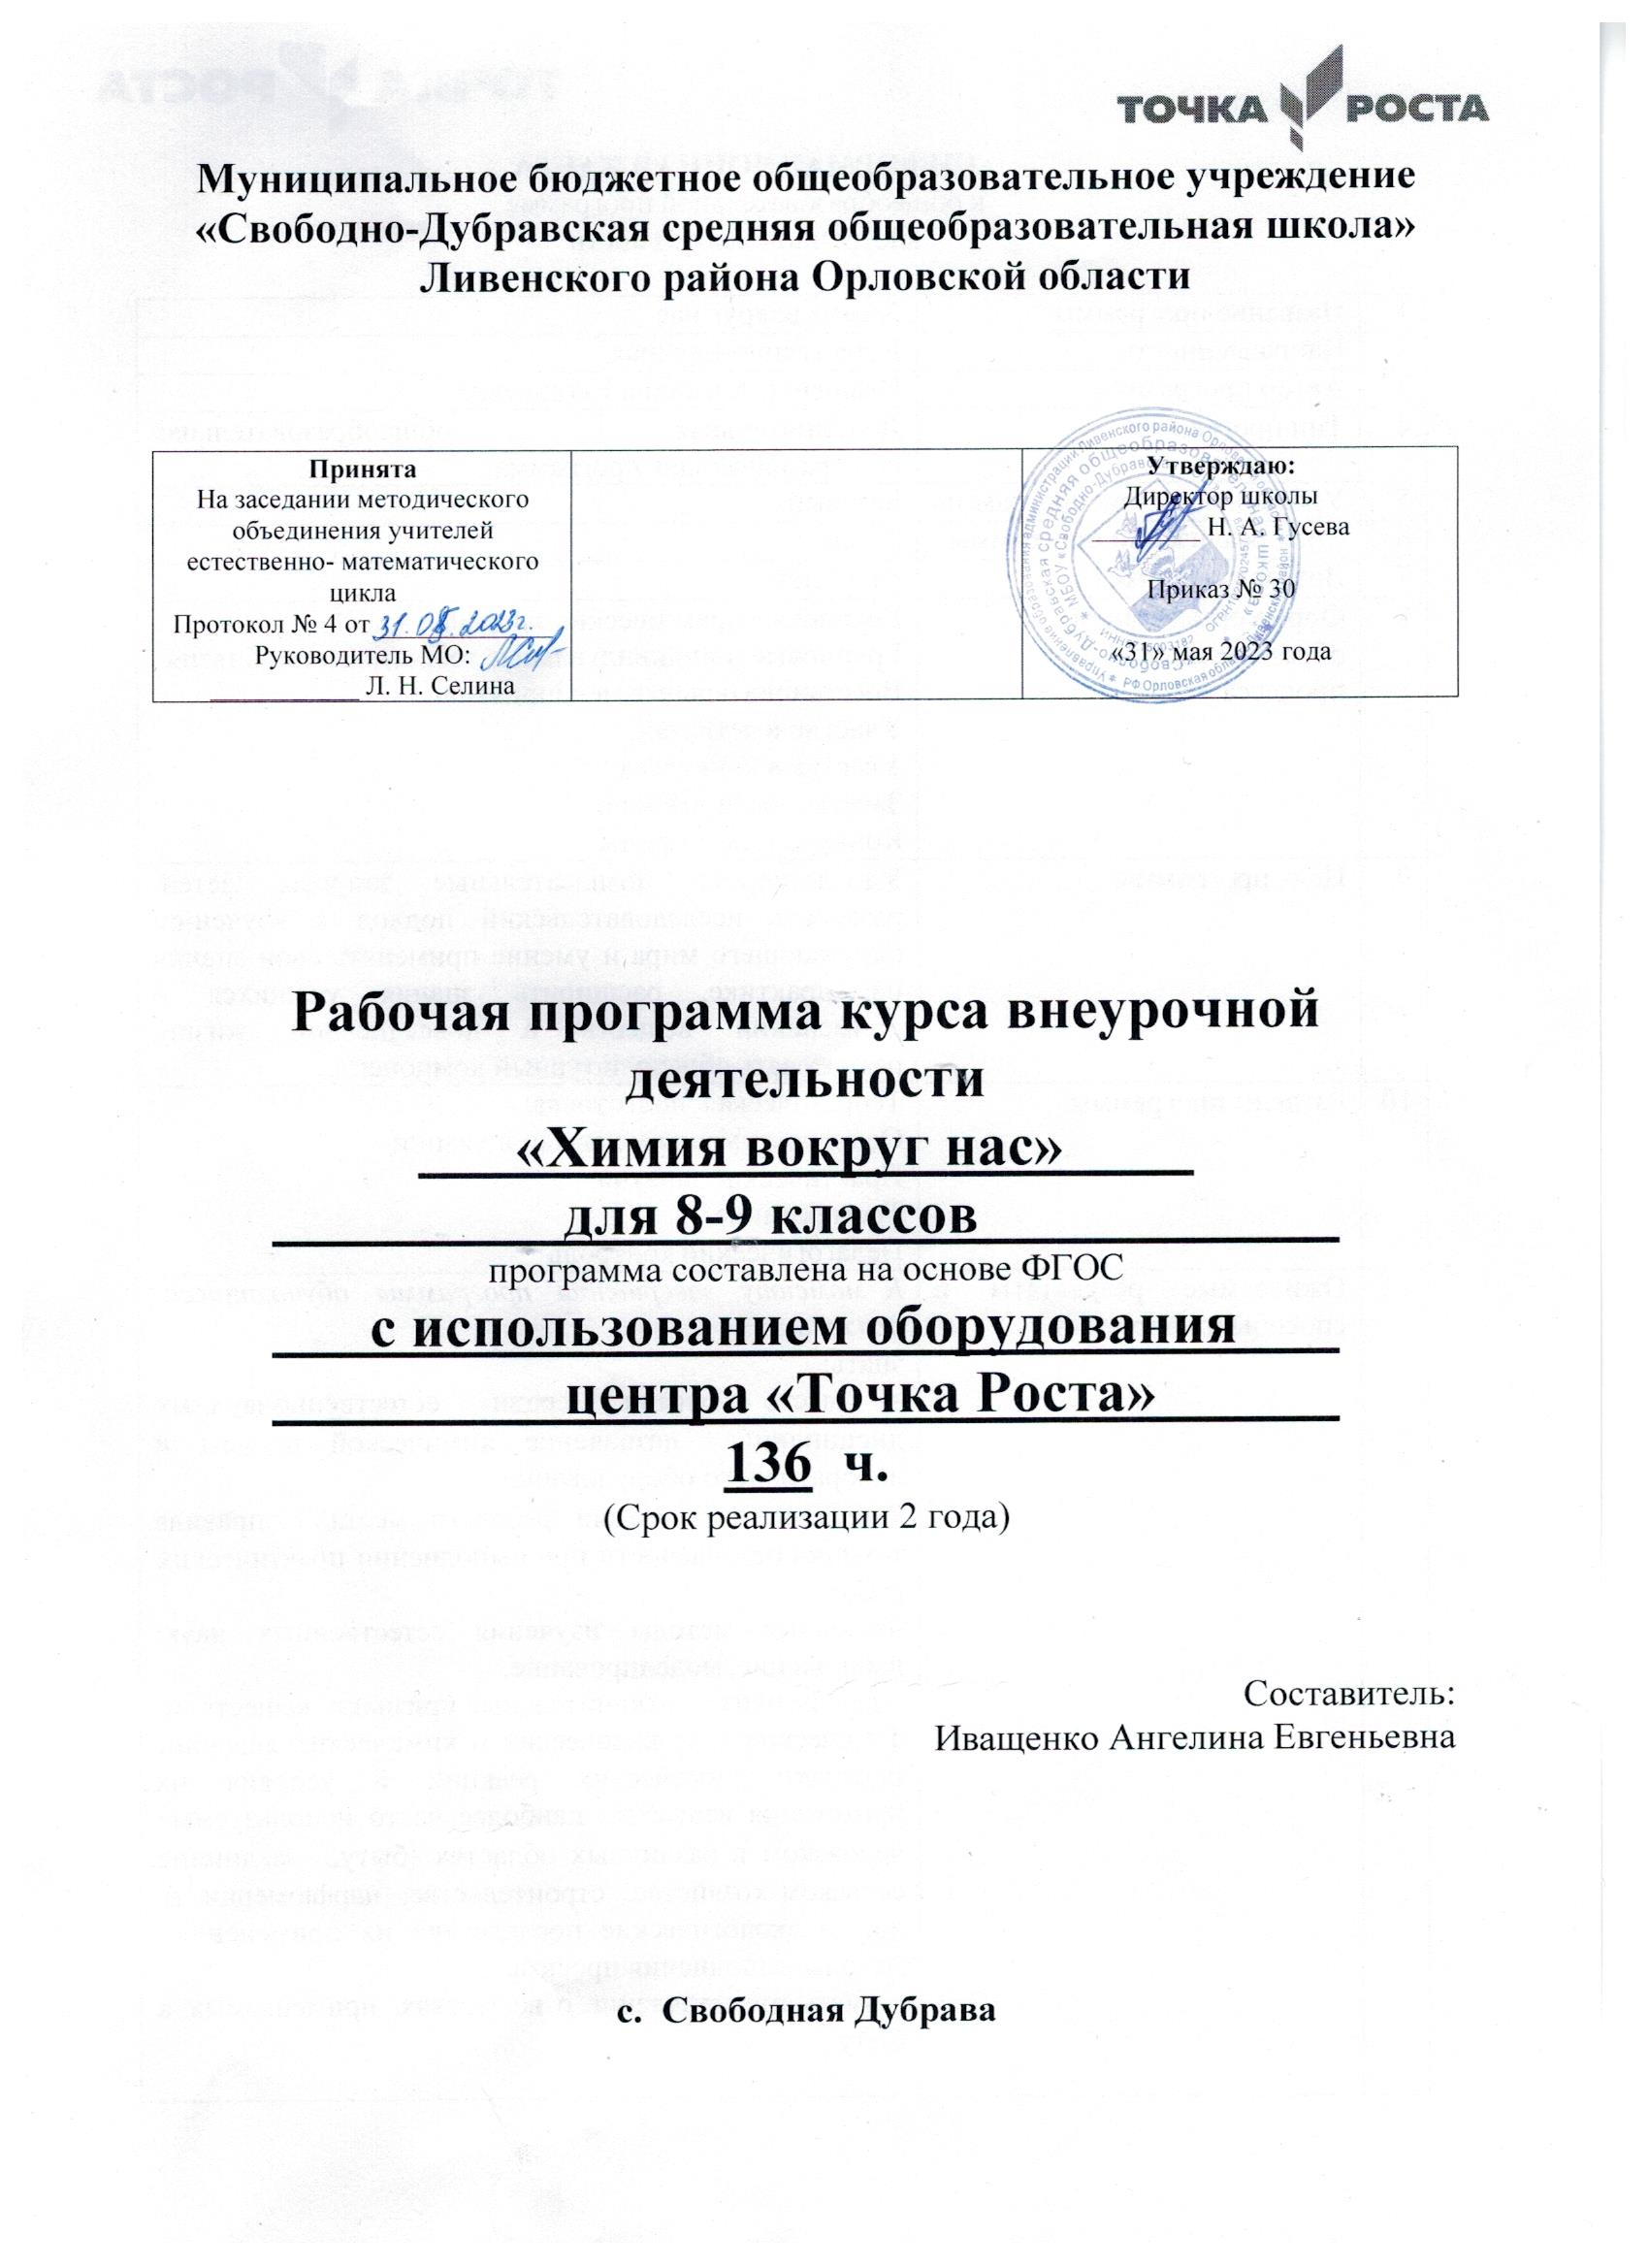 ТОЧКА РОСТА
Муниципальное бюджетное общеобразовательное учреждение
«Свободно-Дубравская средняя общеобразовательная школа»
Ливенского района Орловской области
Принята
На заседании методического
объединения учителей
естественно- математического
цикла
Протокол № 4 от 31.05.2023г.
Руководитель МО:
Л. Н. Селина
Утверждаю:
Директор школы
Н. А. Гусева
Приказ № 30
«31» мая 2023 года
Рабочая программа курса внеурочной
деятельности
«Химия вокруг нас»
для 8-9 классов
программа составлена на основе ФГОС
с использованием оборудования
центра «Точка Роста»
136 ч.
(Срок реализации 2 года)
Составитель:
Иващенко Ангелина Евгеньевна
с. Свободная Дубрава